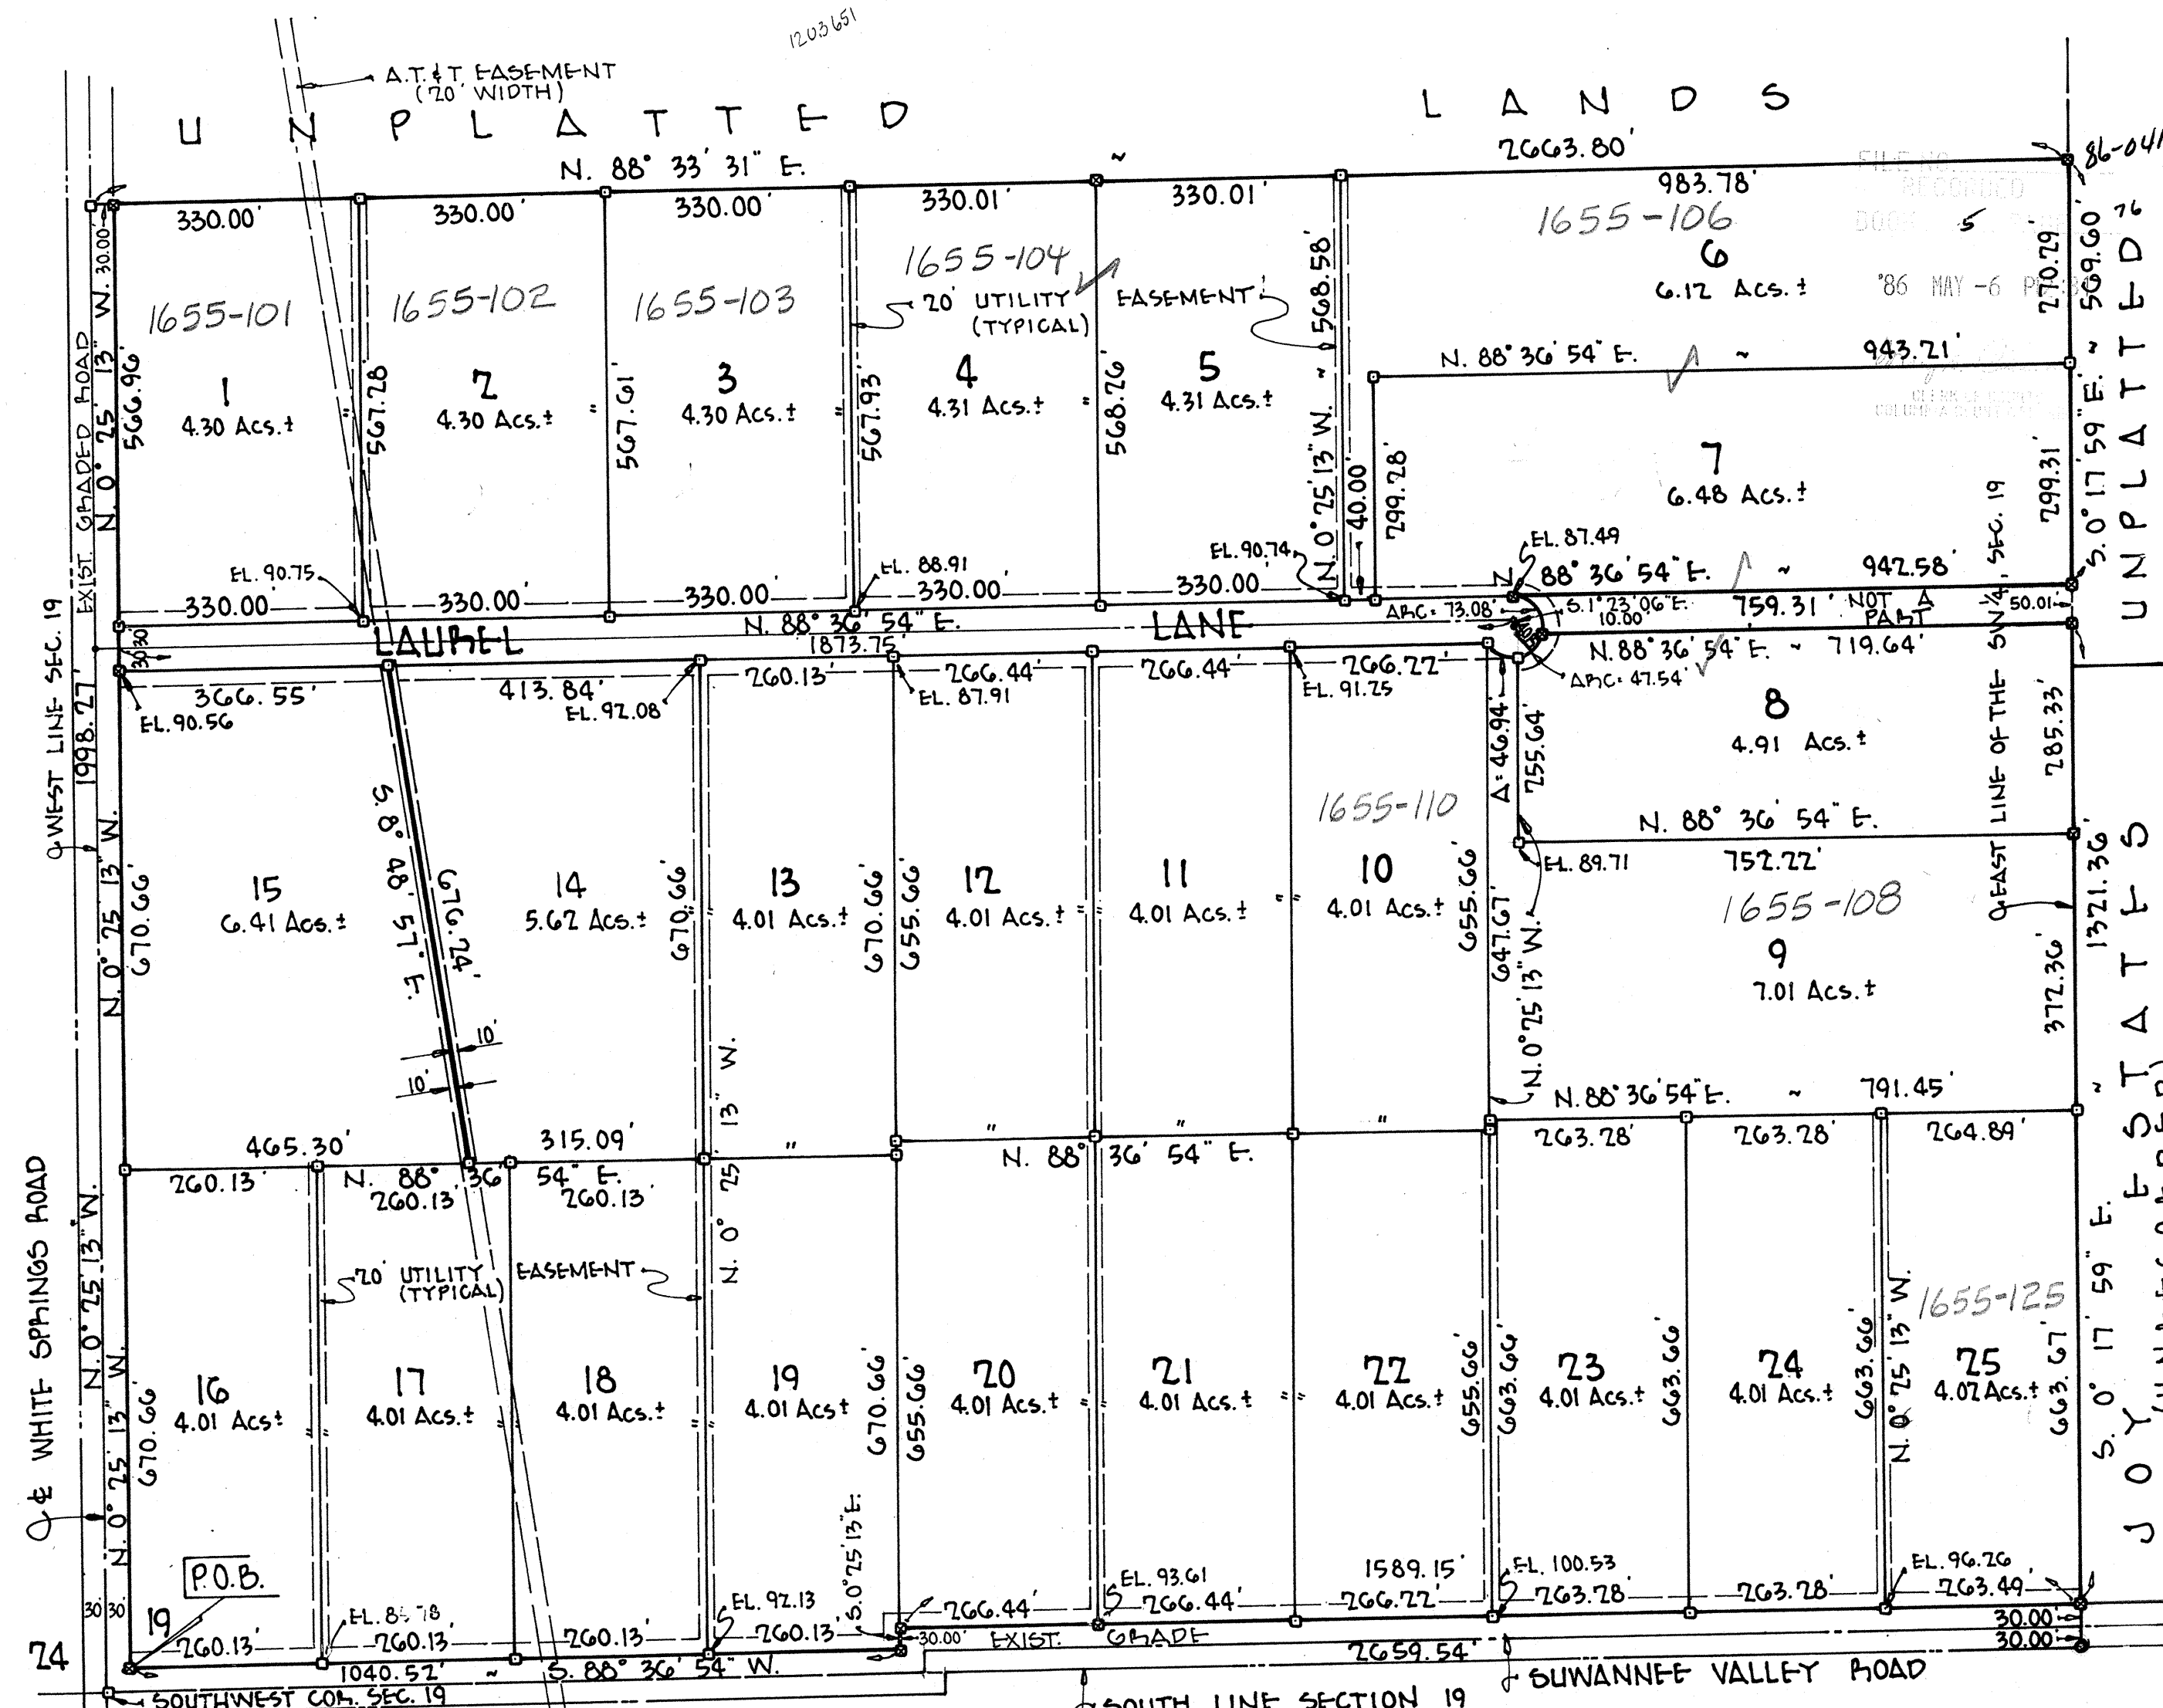 1203651
A.T.&T. EASEMENT
(20' WIDTH)
UNPLATTED LANDS
N. 88° 33' 31" E. ~ 2663.80'
86-041
RECORDED
BOOK 5
76
'86 MAY -6
330.00'
330.00'
330.00'
330.01'
330.01'
983.78'
30.00'
1655-101
1655-102
1655-103
1655-104
1655-106
20' UTILITY EASEMENT
(TYPICAL)
1
4.30 Acs.±
2
4.30 Acs.±
3
4.30 Acs.±
4
4.31 Acs.±
5
4.31 Acs.±
6
6.12 Acs.±
N. 0° 25' 13" W.
566.96'
567.28'
567.61'
567.93'
568.26'
N. 0° 25' 13" W. ~ 568.58'
270.29'
S. 0° 17' 59" E. ~ 569.60'
N. 88° 36' 54" E. ~ 943.21'
7
6.48 Acs.±
40.00'
299.28'
299.31'
UNPLATTED
EXIST. GRADED ROAD
WEST LINE SEC. 19
EL. 90.75
EL. 88.91
EL. 90.74
EL. 87.49
330.00'
330.00'
330.00'
330.00'
330.00'
N. 88° 36' 54" E. ~ 942.58'
LAUREL LANE
N. 88° 36' 54" E.
1873.75'
30 30
ARC = 73.08'
S. 1° 23' 06" E.
10.00'
759.31'
NOT A
PART
50.01'
N. 88° 36' 54" E. ~ 719.64'
ARC = 47.54'
366.55'
413.84'
260.13'
266.44'
266.44'
266.22'
EL. 90.56
EL. 92.08
EL. 87.91
EL. 91.25
1998.27'
S. 8° 48' 57" E.
676.24'
Δ = 46.94'
255.64'
8
4.91 Acs.±
285.33'
EAST LINE OF THE SW 1/4, SEC. 19
1655-110
N. 88° 36' 54" E.
752.22'
EL. 89.71
1655-108
15
6.41 Acs.±
14
5.62 Acs.±
13
4.01 Acs.±
12
4.01 Acs.±
11
4.01 Acs.±
10
4.01 Acs.±
9
7.01 Acs.±
N. 0° 25' 13" W.
670.66'
670.66'
670.66'
655.66'
655.66'
647.67'
N. 0° 25' 13" W.
372.36'
1321.36'
10'
10'
N. 88° 36' 54" E. ~ 791.45'
465.30'
315.09'
260.13'
N. 88° 36' 54" E.
260.13'
260.13'
N. 88° 36' 54" E.
263.28'
263.28'
264.89'
N. 0° 25' 13" W.
20' UTILITY EASEMENT
(TYPICAL)
1655-125
16
4.01 Acs±
17
4.01 Acs.±
18
4.01 Acs.±
19
4.01 Acs±
20
4.01 Acs.±
21
4.01 Acs.±
22
4.01 Acs.±
23
4.01 Acs.±
24
4.01 Acs.±
25
4.02 Acs.±
℄ WHITE SPRINGS ROAD
N. 0° 25' 13" W.
N. 0° 25' 13" W.
670.66'
670.66'
655.66'
655.66'
663.66'
663.66'
663.66'
N. 0° 25' 13" W.
663.67'
S. 0° 17' 59" E.
JOY ESTATES
P.O.B.
30' 30'
19
24
EL. 92.13
S. 0° 25' 13" E.
EL. 93.61
1589.15'
EL. 100.53
EL. 96.26
260.13'
260.13'
260.13'
260.13'
266.44'
266.44'
266.22'
263.28'
263.28'
263.49'
30.00'
EXIST. GRADE
30.00'
30.00'
1040.52' ~ S. 88° 36' 54" W.
2659.54'
SUWANNEE VALLEY ROAD
SOUTHWEST COR. SEC. 19
SOUTH LINE SECTION 19